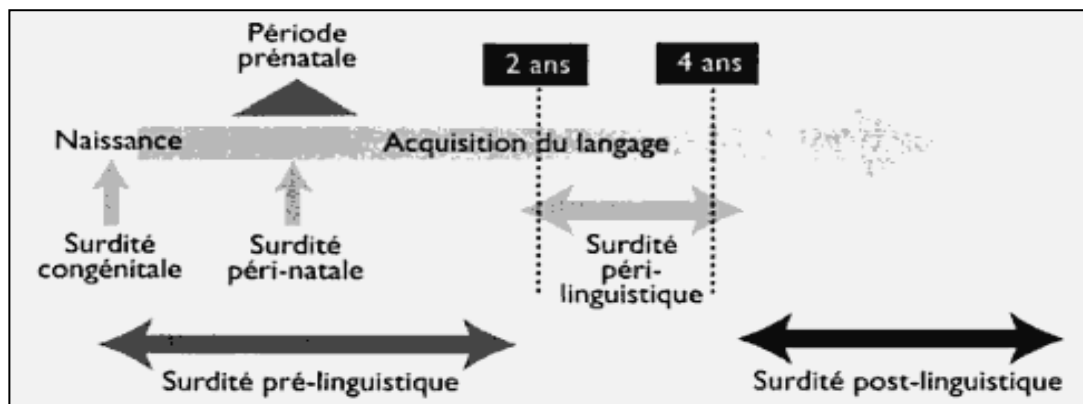 Période
prénatale
2 ans
4 ans
Naissance
Acquisition du langage
Surdité
congénitale
Surdité
péri-natale
Surdité
péri-
linguistique
Surdité pré-linguistique
Surdité post-linguistique